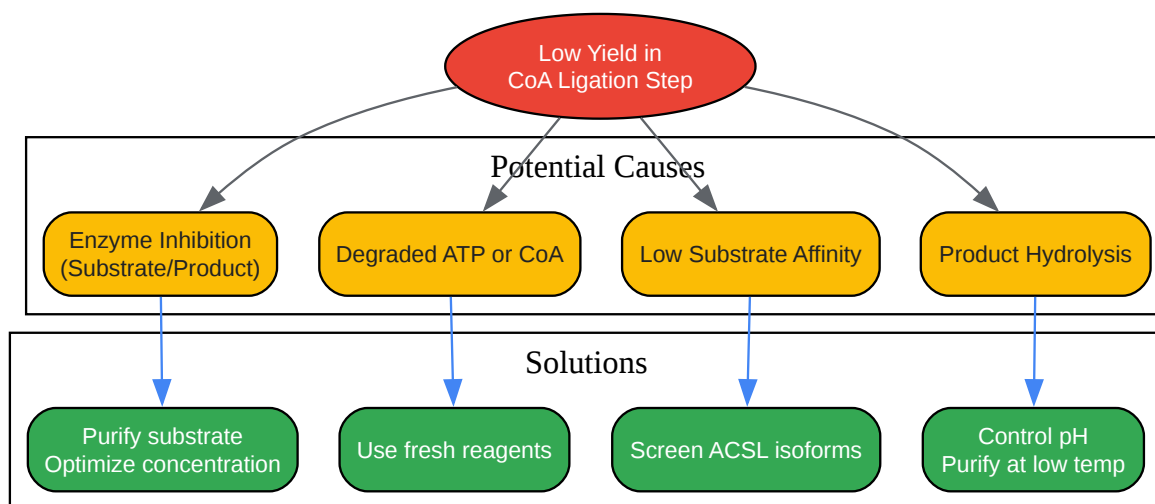 Low Yield in
CoA Ligation Step
Potential Causes
Enzyme Inhibition
(Substrate/Product)
Degraded ATP or CoA
Low Substrate Affinity
Product Hydrolysis
Solutions
Purify substrate
Optimize concentration
Use fresh reagents
Screen ACSL isoforms
Control pH
Purify at low temp